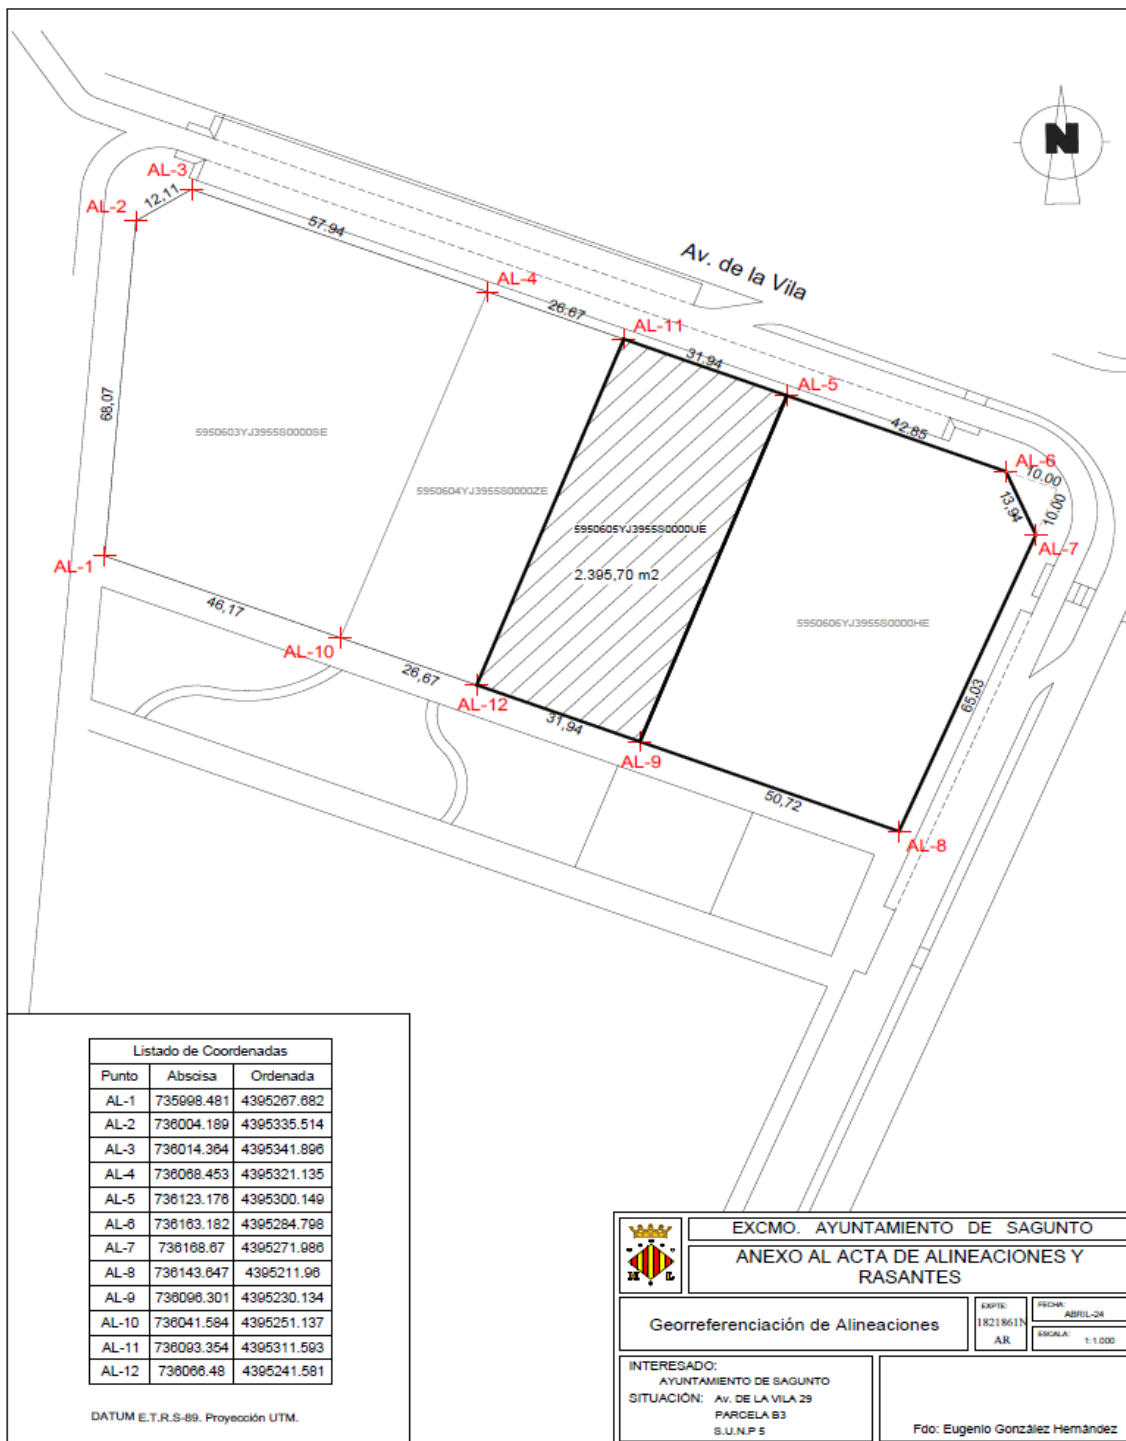 N
AL-3
12,11
AL-2
57.94
Av. de la Vila
AL-4
26.67
AL-11
31,94
AL-5
42.85
AL-6
10.00
13,94
10.00
AL-7
68,07
5950603YJ3955S0000SE
5950604YJ3955S0000ZE
5950605YJ3955S0000UE
2.395,70 m2
5950606YJ3955S0000HE
AL-1
46,17
AL-10
26,67
AL-12
31,94
AL-9
65,03
50,72
AL-8
Listado de Coordenadas
Punto Abscisa Ordenada
AL-1 735998.481 4395267.682
AL-2 736004.189 4395335.514
AL-3 736014.364 4395341.896
AL-4 736068.453 4395321.135
AL-5 736123.176 4395300.149
AL-6 736163.182 4395284.798
AL-7 736168.67 4395271.986
AL-8 736143.647 4395211.96
AL-9 736096.301 4395230.134
AL-10 736041.584 4395251.137
AL-11 736093.354 4395311.593
AL-12 736066.48 4395241.581
DATUM E.T.R.S-89. Proyección UTM.
EXCMO. AYUNTAMIENTO DE SAGUNTO
ANEXO AL ACTA DE ALINEACIONES Y
RASANTES
Georreferenciación de Alineaciones
EXPTE:
1821861N
AR
FECHA:
ABRIL-24
ESCALA: 1:1.000
INTERESADO:
AYUNTAMIENTO DE SAGUNTO
SITUACIÓN: AV. DE LA VILA 29
PARCELA B3
S.U.N.P 5
Fdo: Eugenio González Hernández